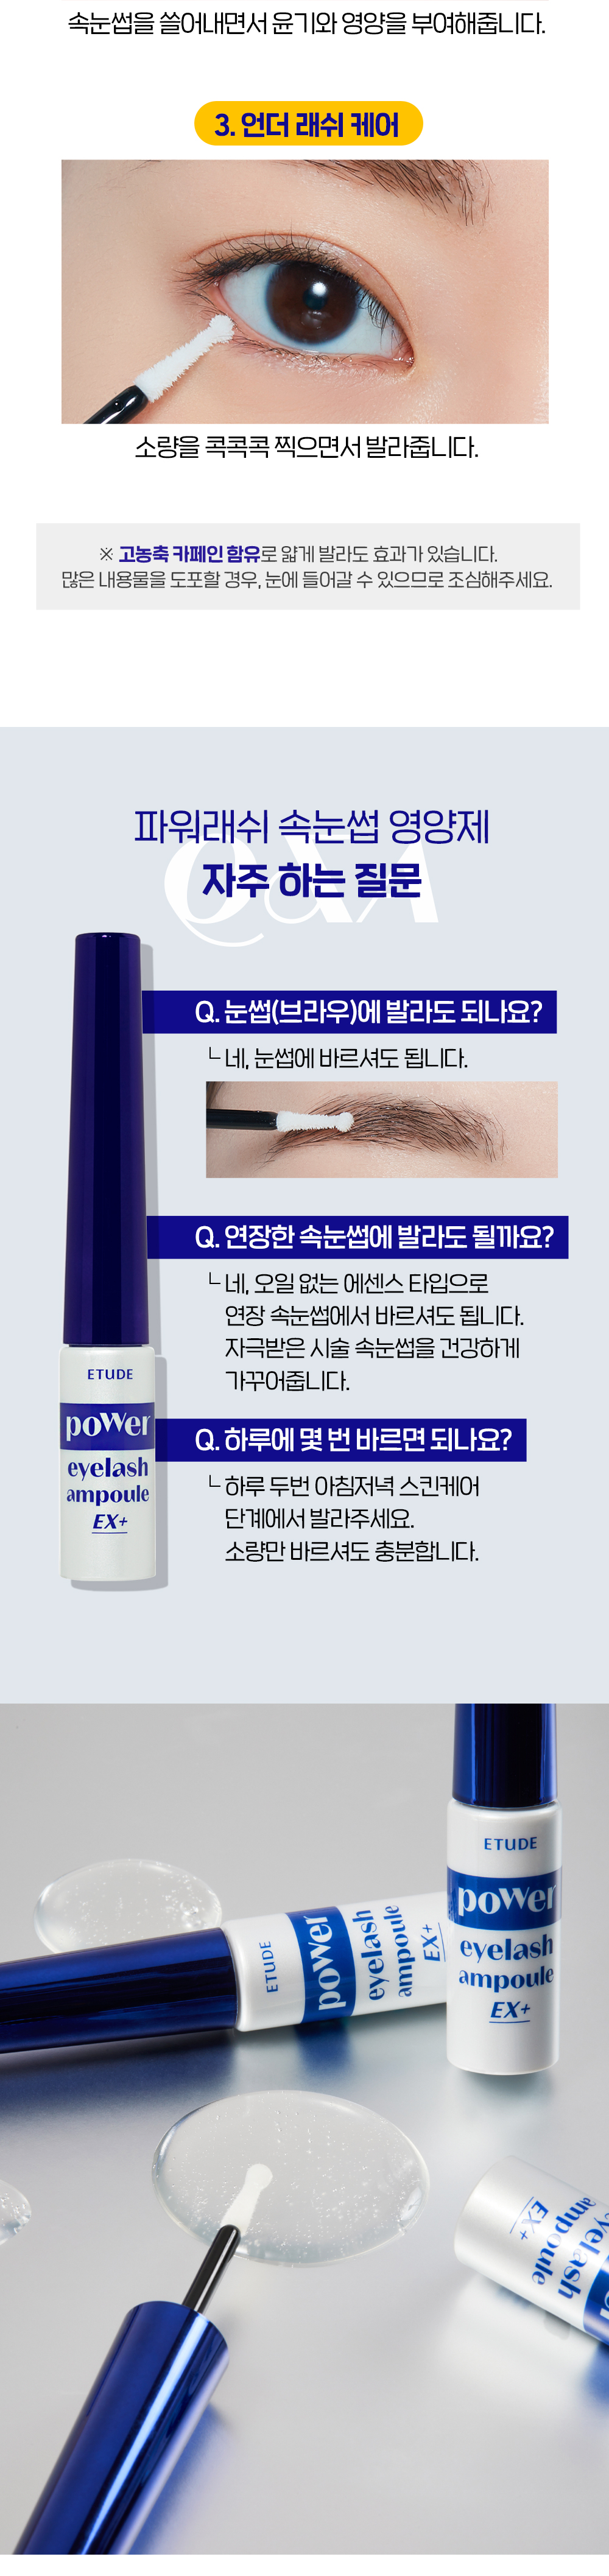 속눈썹을 쓸어내면서 윤기와 영양을 부여해줍니다.
3. 언더 래쉬 케어
소량을 콕콕콕 찍으면서 발라줍니다.
※ 고농축 카페인 함유로 얇게 발라도 효과가 있습니다.
많은 내용물을 도포할 경우, 눈에 들어갈 수 있으므로 조심해주세요.
Q&A
파워래쉬 속눈썹 영양제
자주 하는 질문
Q. 눈썹(브라우)에 발라도 되나요?
└ 네, 눈썹에 바르셔도 됩니다.
Q. 연장한 속눈썹에 발라도 될까요?
└ 네, 오일 없는 에센스 타입으로
연장 속눈썹에서 바르셔도 됩니다.
자극받은 시술 속눈썹을 건강하게
가꾸어줍니다.
Q. 하루에 몇 번 바르면 되나요?
└ 하루 두번 아침저녁 스킨케어
단계에서 발라주세요.
소량만 바르셔도 충분합니다.
ETUDE
power
eyelash
ampoule
EX+
ETUDE
power
eyelash
ampoule
EX+
ETUDE
power
eyelash
ampoule
EX+
eyelash
ampoule
EX+